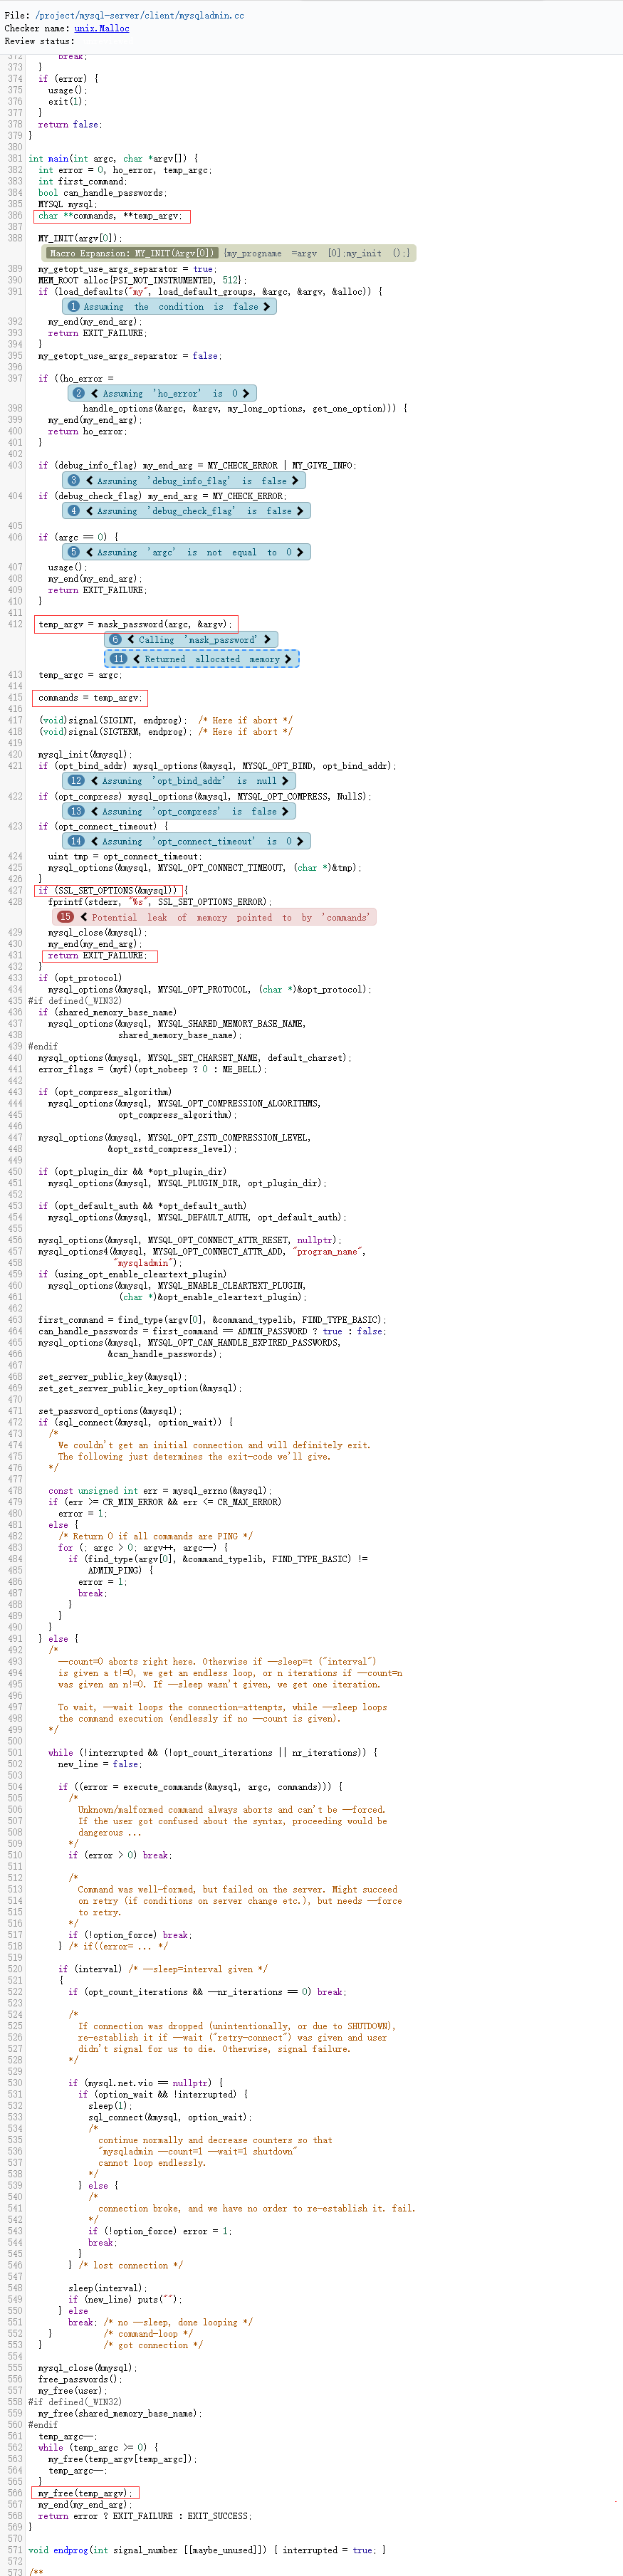 File: /project/mysql-server/client/mysqladmin.cc
Checker name: unix.Malloc
Review status:
372       break;
373   }
374   if (error) {
375     usage();
376     exit(1);
377   }
378   return false;
379 }
380
381 int main(int argc, char *argv[]) {
382   int error = 0, ho_error, temp_argc;
383   int first_command;
384   bool can_handle_passwords;
385   MYSQL mysql;
386   char **commands, **temp_argv;
387
388   MY_INIT(argv[0]);
Macro Expansion: MY_INIT(Argv[0]) {my_progname =argv [0];my_init ();}
389   my_getopt_use_args_separator = true;
390   MEM_ROOT alloc{PSI_NOT_INSTRUMENTED, 512};
391   if (load_defaults("my", load_default_groups, &argc, &argv, &alloc)) {
1 Assuming the condition is false
392     my_end(my_end_arg);
393     return EXIT_FAILURE;
394   }
395   my_getopt_use_args_separator = false;
396
397   if ((ho_error =
2 Assuming 'ho_error' is 0
398            handle_options(&argc, &argv, my_long_options, get_one_option))) {
399     my_end(my_end_arg);
400     return ho_error;
401   }
402
403   if (debug_info_flag) my_end_arg = MY_CHECK_ERROR | MY_GIVE_INFO;
3 Assuming 'debug_info_flag' is false
404   if (debug_check_flag) my_end_arg = MY_CHECK_ERROR;
4 Assuming 'debug_check_flag' is false
405
406   if (argc == 0) {
5 Assuming 'argc' is not equal to 0
407     usage();
408     my_end(my_end_arg);
409     return EXIT_FAILURE;
410   }
411
412   temp_argv = mask_password(argc, &argv);
6 Calling 'mask_password'
11 Returned allocated memory
413   temp_argc = argc;
414
415   commands = temp_argv;
416
417   (void)signal(SIGINT, endprog);  /* Here if abort */
418   (void)signal(SIGTERM, endprog); /* Here if abort */
419
420   mysql_init(&mysql);
421   if (opt_bind_addr) mysql_options(&mysql, MYSQL_OPT_BIND, opt_bind_addr);
12 Assuming 'opt_bind_addr' is null
422   if (opt_compress) mysql_options(&mysql, MYSQL_OPT_COMPRESS, NullS);
13 Assuming 'opt_compress' is false
423   if (opt_connect_timeout) {
14 Assuming 'opt_connect_timeout' is 0
424     uint tmp = opt_connect_timeout;
425     mysql_options(&mysql, MYSQL_OPT_CONNECT_TIMEOUT, (char *)&tmp);
426   }
427   if (SSL_SET_OPTIONS(&mysql)) {
428     fprintf(stderr, "%s", SSL_SET_OPTIONS_ERROR);
15 Potential leak of memory pointed to by 'commands'
429     mysql_close(&mysql);
430     my_end(my_end_arg);
431     return EXIT_FAILURE;
432   }
433   if (opt_protocol)
434     mysql_options(&mysql, MYSQL_OPT_PROTOCOL, (char *)&opt_protocol);
435 #if defined(_WIN32)
436   if (shared_memory_base_name)
437     mysql_options(&mysql, MYSQL_SHARED_MEMORY_BASE_NAME,
438                   shared_memory_base_name);
439 #endif
440   mysql_options(&mysql, MYSQL_SET_CHARSET_NAME, default_charset);
441   error_flags = (myf)(opt_nobeep ? 0 : ME_BELL);
442
443   if (opt_compress_algorithm)
444     mysql_options(&mysql, MYSQL_OPT_COMPRESSION_ALGORITHMS,
445                   opt_compress_algorithm);
446
447   mysql_options(&mysql, MYSQL_OPT_ZSTD_COMPRESSION_LEVEL,
448                 &opt_zstd_compress_level);
449
450   if (opt_plugin_dir && *opt_plugin_dir)
451     mysql_options(&mysql, MYSQL_PLUGIN_DIR, opt_plugin_dir);
452
453   if (opt_default_auth && *opt_default_auth)
454     mysql_options(&mysql, MYSQL_DEFAULT_AUTH, opt_default_auth);
455
456   mysql_options(&mysql, MYSQL_OPT_CONNECT_ATTR_RESET, nullptr);
457   mysql_options4(&mysql, MYSQL_OPT_CONNECT_ATTR_ADD, "program_name",
458                  "mysqladmin");
459   if (using_opt_enable_cleartext_plugin)
460     mysql_options(&mysql, MYSQL_ENABLE_CLEARTEXT_PLUGIN,
461                   (char *)&opt_enable_cleartext_plugin);
462
463   first_command = find_type(argv[0], &command_typelib, FIND_TYPE_BASIC);
464   can_handle_passwords = first_command == ADMIN_PASSWORD ? true : false;
465   mysql_options(&mysql, MYSQL_OPT_CAN_HANDLE_EXPIRED_PASSWORDS,
466                 &can_handle_passwords);
467
468   set_server_public_key(&mysql);
469   set_get_server_public_key_option(&mysql);
470
471   set_password_options(&mysql);
472   if (sql_connect(&mysql, option_wait)) {
473     /*
474       We couldn't get an initial connection and will definitely exit.
475       The following just determines the exit-code we'll give.
476     */
477
478     const unsigned int err = mysql_errno(&mysql);
479     if (err >= CR_MIN_ERROR && err <= CR_MAX_ERROR)
480       error = 1;
481     else {
482       /* Return 0 if all commands are PING */
483       for (; argc > 0; argv++, argc--) {
484         if (find_type(argv[0], &command_typelib, FIND_TYPE_BASIC) !=
485             ADMIN_PING) {
486           error = 1;
487           break;
488         }
489       }
490     }
491   } else {
492     /*
493       --count=0 aborts right here. Otherwise if --sleep=t ("interval")
494       is given a t!=0, we get an endless loop, or n iterations if --count=n
495       was given an n!=0. If --sleep wasn't given, we get one iteration.
496
497       To wait, --wait loops the connection-attempts, while --sleep loops
498       the command execution (endlessly if no --count is given).
499     */
500
501     while (!interrupted && (!opt_count_iterations || nr_iterations)) {
502       new_line = false;
503
504       if ((error = execute_commands(&mysql, argc, commands))) {
505         /*
506           Unknown/malformed command always aborts and can't be --forced.
507           If the user got confused about the syntax, proceeding would be
508           dangerous ...
509         */
510         if (error > 0) break;
511
512         /*
513           Command was well-formed, but failed on the server. Might succeed
514           on retry (if conditions on server change etc.), but needs --force
515           to retry.
516         */
517         if (!option_force) break;
518       } /* if((error= ... */
519
520       if (interval) /* --sleep=interval given */
521       {
522         if (opt_count_iterations && --nr_iterations == 0) break;
523
524         /*
525           If connection was dropped (unintentionally, or due to SHUTDOWN),
526           re-establish it if --wait ("retry-connect") was given and user
527           didn't signal for us to die. Otherwise, signal failure.
528         */
529
530         if (mysql.net.vio == nullptr) {
531           if (option_wait && !interrupted) {
532             sleep(1);
533             sql_connect(&mysql, option_wait);
534             /*
535               continue normally and decrease counters so that
536               "mysqladmin --count=1 --wait=1 shutdown"
537               cannot loop endlessly.
538             */
539           } else {
540             /*
541               connection broke, and we have no order to re-establish it. fail.
542             */
543             if (!option_force) error = 1;
544             break;
545           }
546         } /* lost connection */
547
548         sleep(interval);
549         if (new_line) puts("");
550       } else
551         break; /* no --sleep, done looping */
552     }          /* command-loop */
553   }            /* got connection */
554
555   mysql_close(&mysql);
556   free_passwords();
557   my_free(user);
558 #if defined(_WIN32)
559   my_free(shared_memory_base_name);
560 #endif
561   temp_argc--;
562   while (temp_argc >= 0) {
563     my_free(temp_argv[temp_argc]);
564     temp_argc--;
565   }
566   my_free(temp_argv);
567   my_end(my_end_arg);
568   return error ? EXIT_FAILURE : EXIT_SUCCESS;
569 }
570
571 void endprog(int signal_number [[maybe_unused]]) { interrupted = true; }
572
573 /**